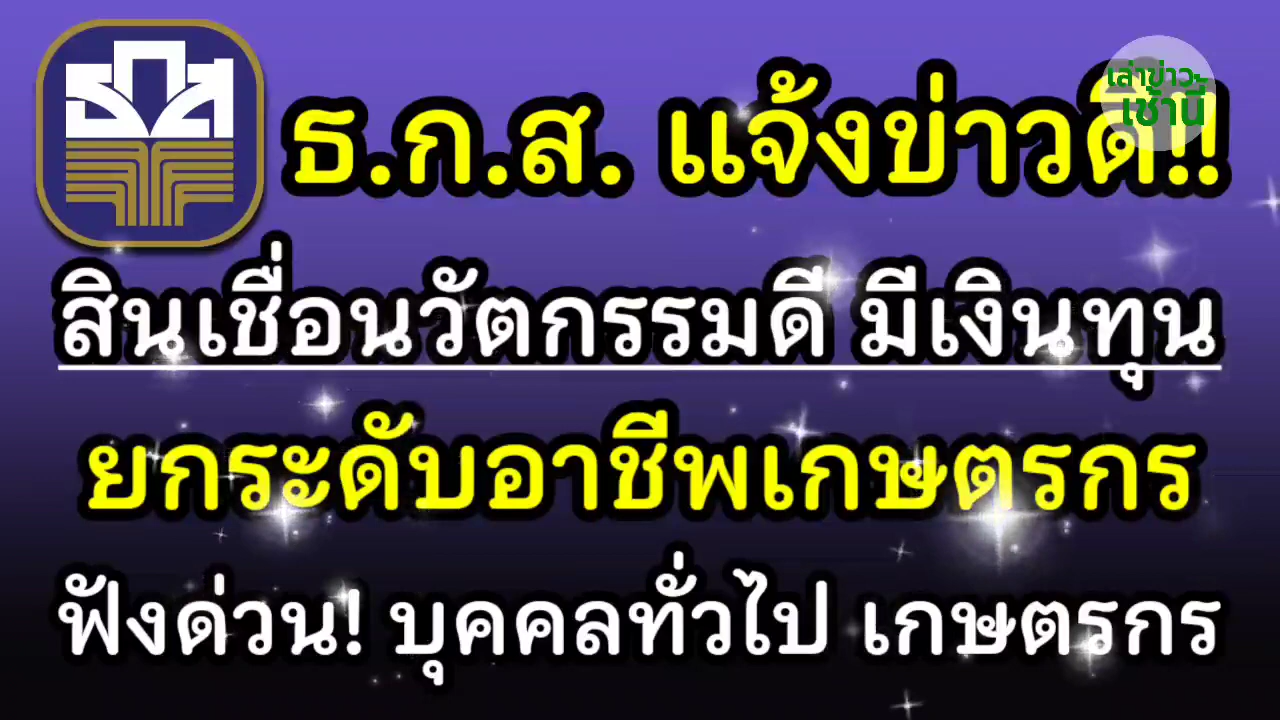 ธกส
ธ.ก.ส. แจ้งข่าวดี!!
เล่าข่าว
เช้านี้
สินเชื่อนวัตกรรมดี มีเงินทุน
ยกระดับอาชีพเกษตรกร
ฟังด่วน! บุคคลทั่วไป เกษตรกร